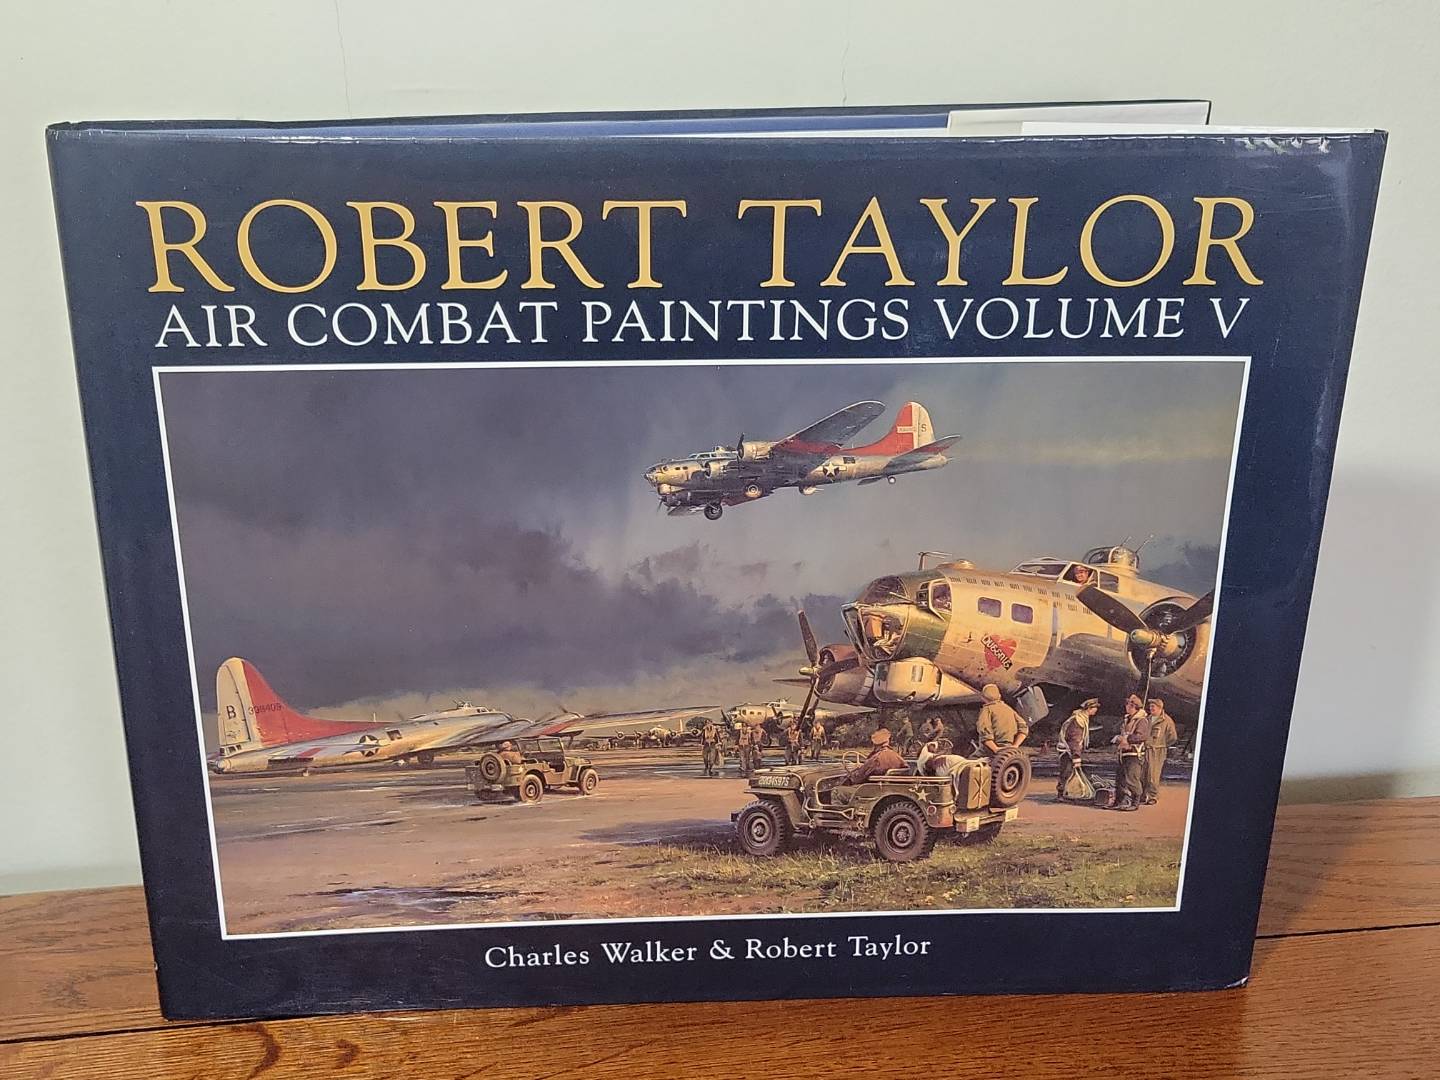 ROBERT TAYLOR
AIR COMBAT PAINTINGS VOLUME V
S
B
Charles Walker & Robert Taylor